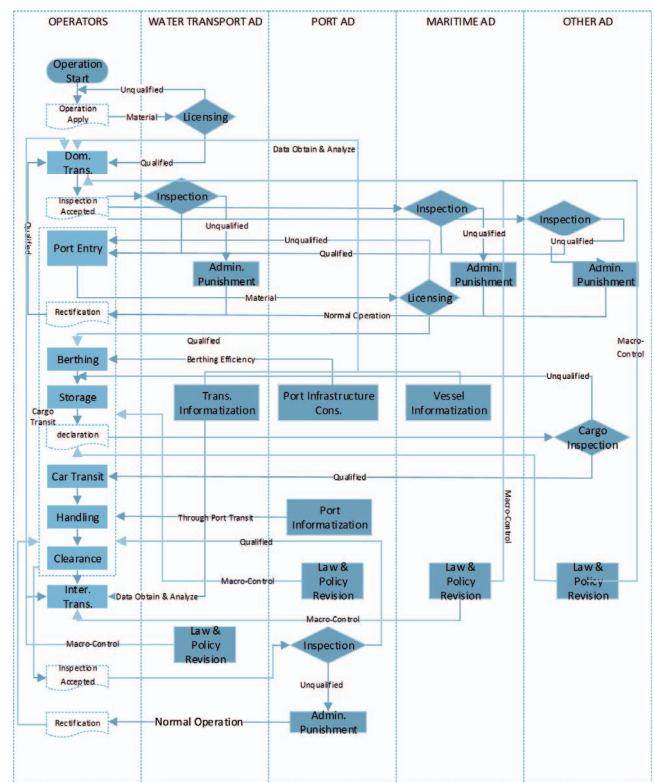 OPERATORS
WATER TRANSPORT AD
PORT AD
MARITIME AD
OTHER AD
Operation
Start
Unqualified
Operation
Apply
Material
Licensing
Data Obtain & Analyze
Dom.
Trans.
Qualified
Inspection
Accepted
Inspection
Inspection
Inspection
Unqualified
Unqualified
Unqualified
Qualified
Port Entry
Unqualified
Qualified
Admin.
Punishment
Admin.
Punishment
Admin.
Punishment
Material
Licensing
Rectification
Normal Operation
Macro-
Control
Qualified
Berthing
Berthing Efficiency
Unqualified
Storage
Trans.
Informatization
Port Infrastructure
Cons.
Vessel
Informatization
Cargo
Transit
declaration
Cargo
Inspection
Car Transit
Qualified
Macro-Control
Handling
Through Port Transit
Port
Informatization
Qualified
Clearance
Macro-Control
Law &
Policy
Revision
Law &
Policy
Revision
Law &
Policy
Revision
Inter.
Trans.
Data Obtain & Analyze
Macro-Control
Macro-Control
Law &
Policy
Revision
Inspection
Inspection
Accepted
Unqualified
Rectification
Normal Operation
Admin.
Punishment